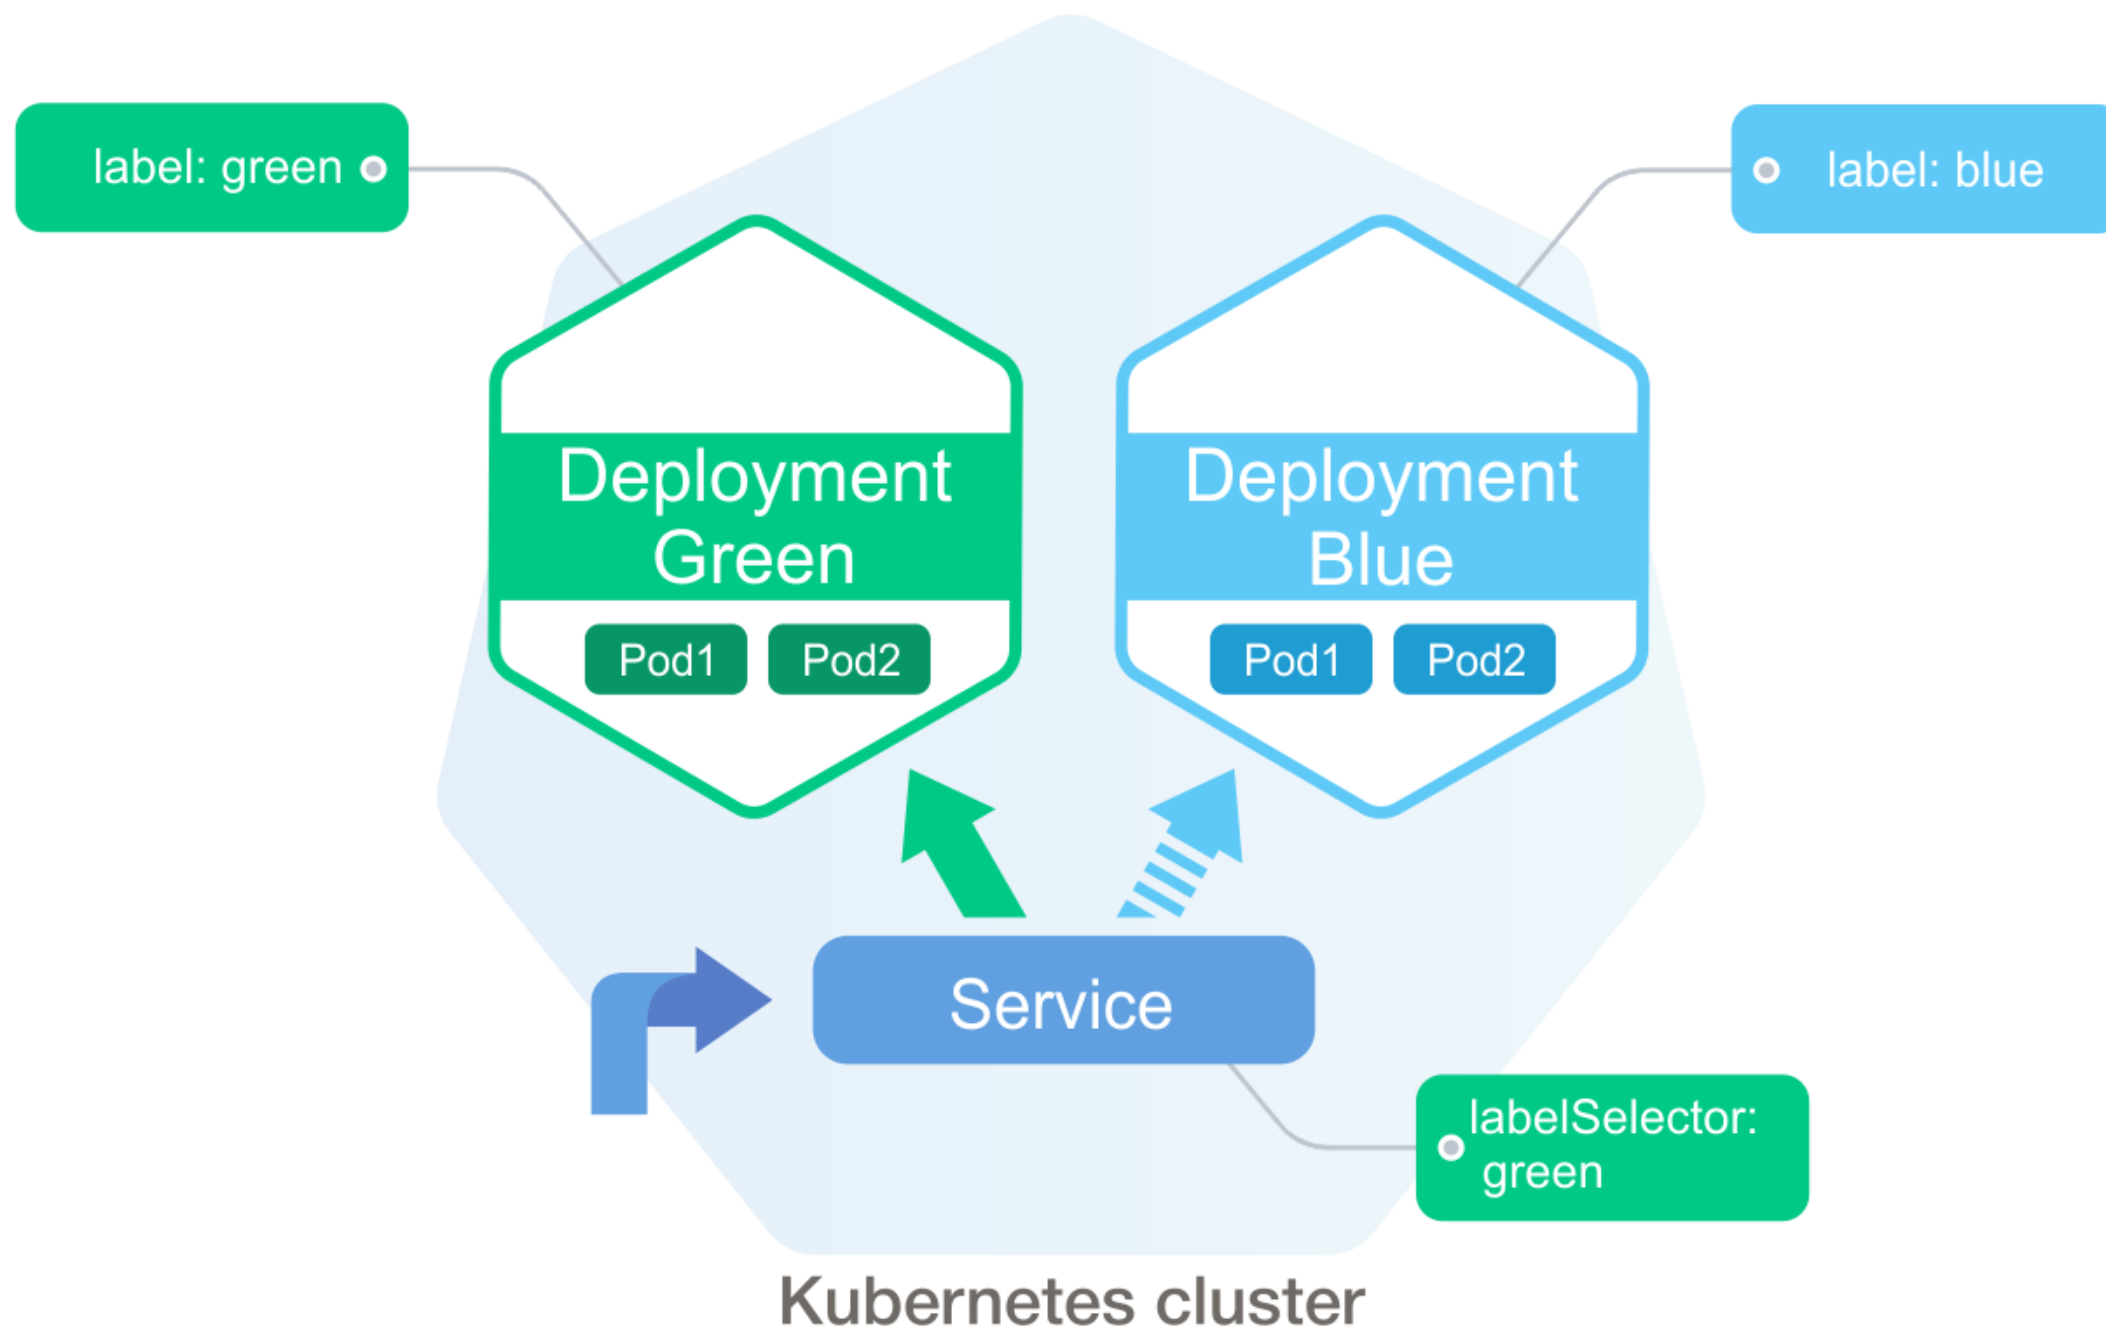 label: green
label: blue
Deployment
Green
Pod1
Pod2
Deployment
Blue
Pod1
Pod2
Service
labelSelector:
green
Kubernetes cluster